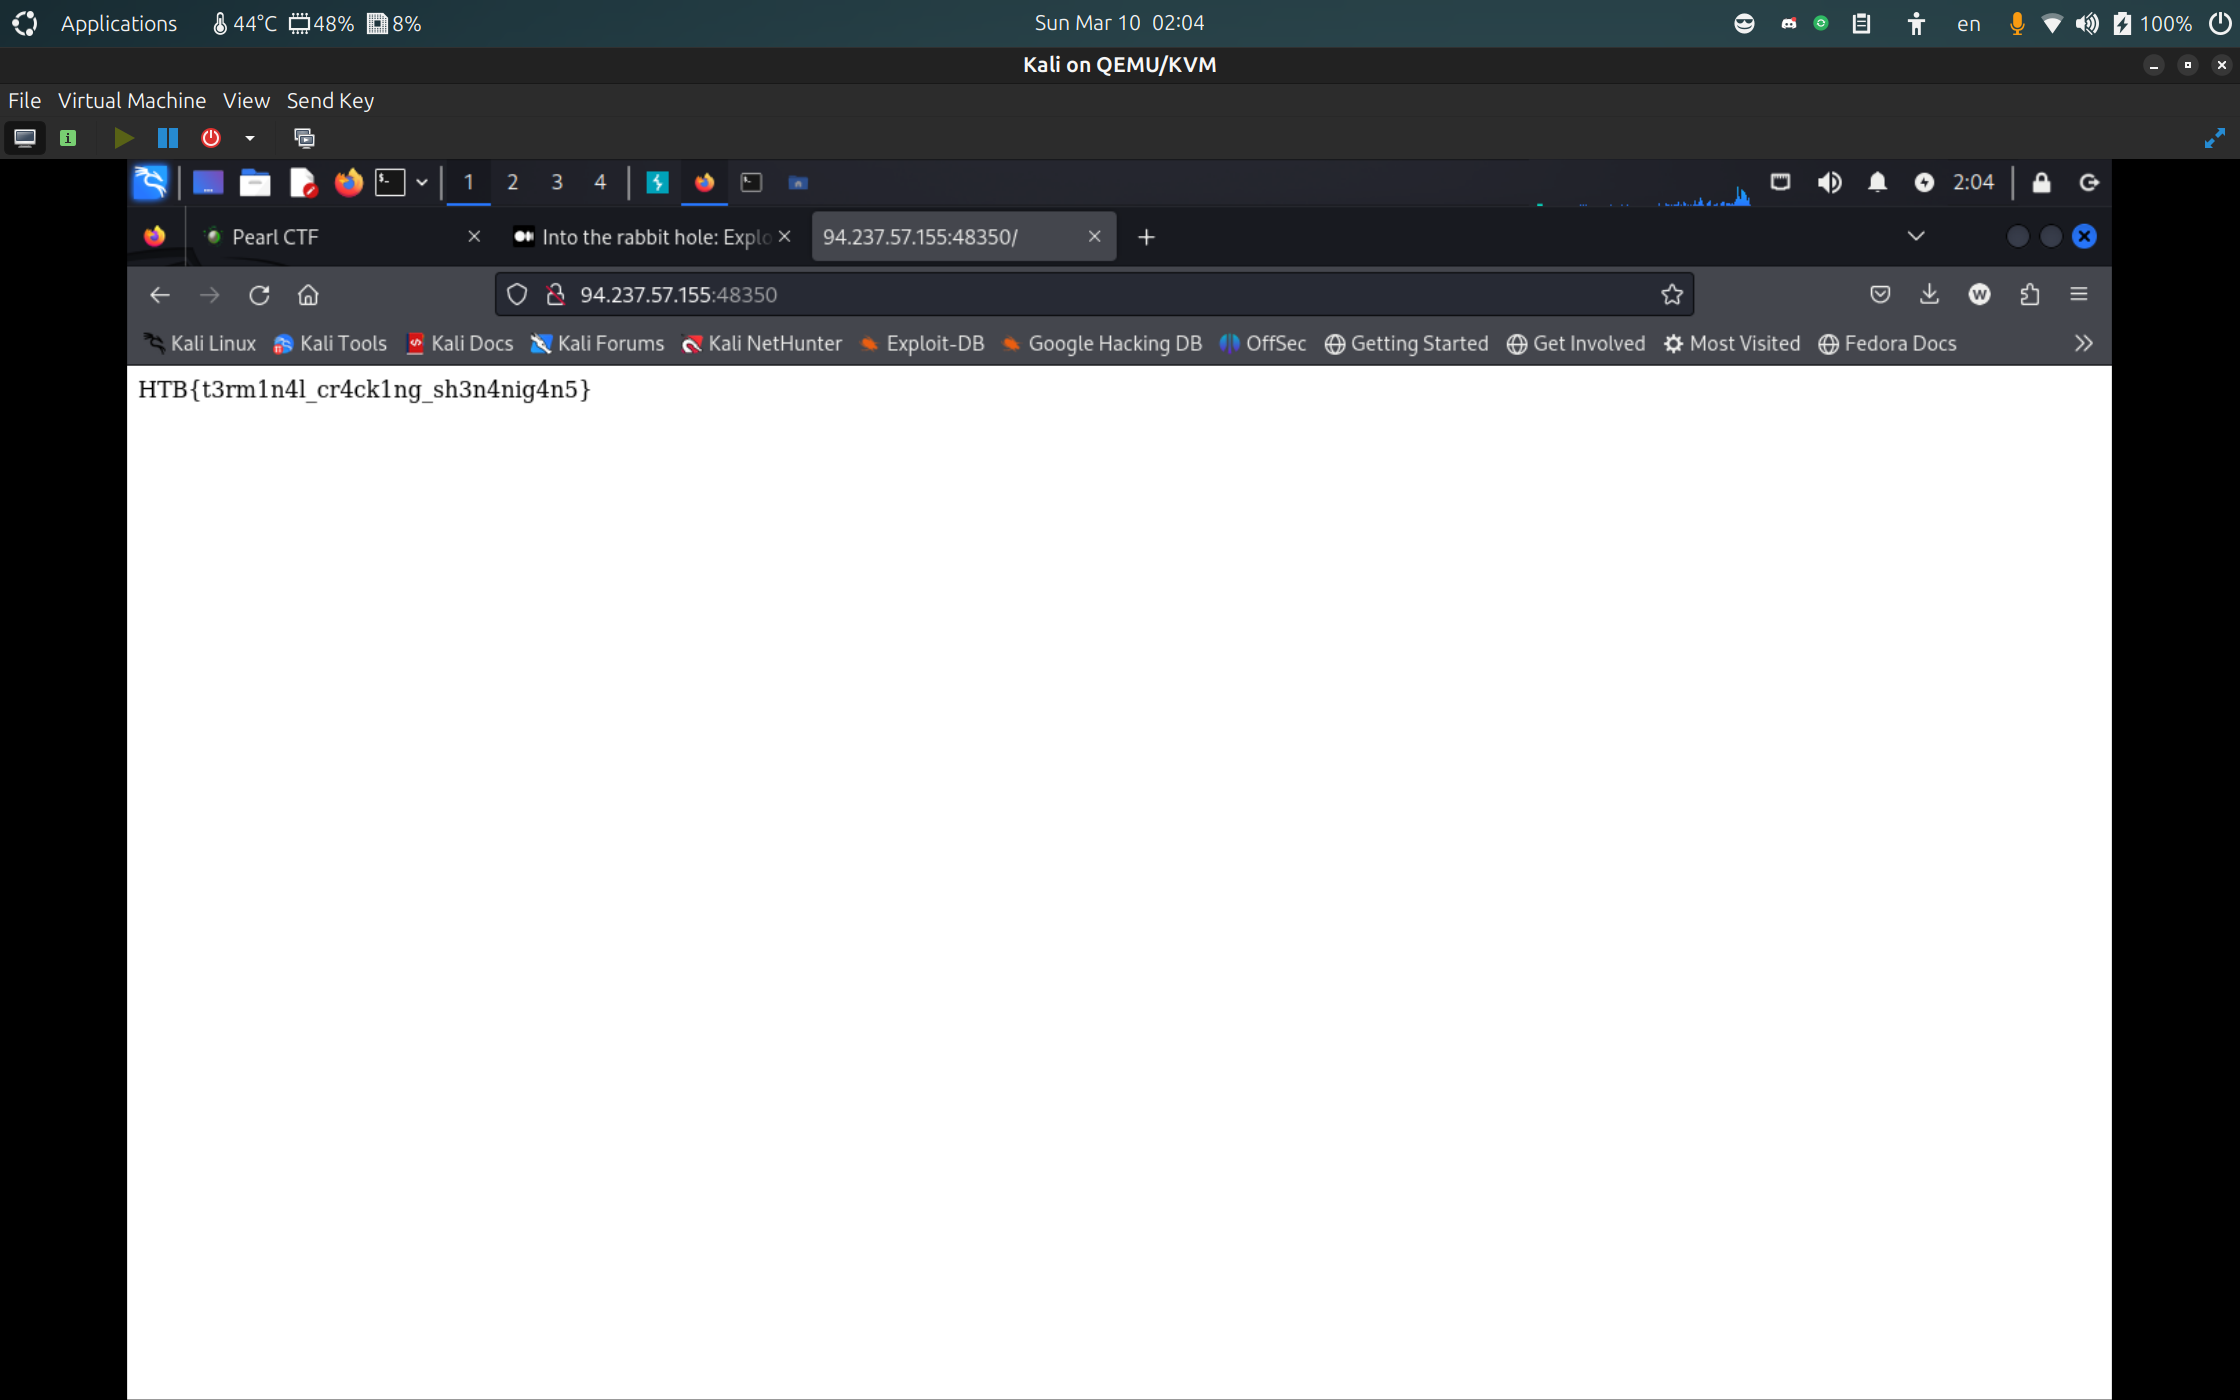 Applications 44°C 48% 8% Sun Mar 10 02:04 en 100%
Kali on QEMU/KVM
File Virtual Machine View Send Key
1 2 3 4 2:04
Pearl CTF Into the rabbit hole: Explo 94.237.57.155:48350/
94.237.57.155:48350
Kali Linux Kali Tools Kali Docs Kali Forums Kali NetHunter Exploit-DB Google Hacking DB OffSec Getting Started Get Involved Most Visited Fedora Docs
HTB{t3rm1n4l_cr4ck1ng_sh3n4nig4n5}